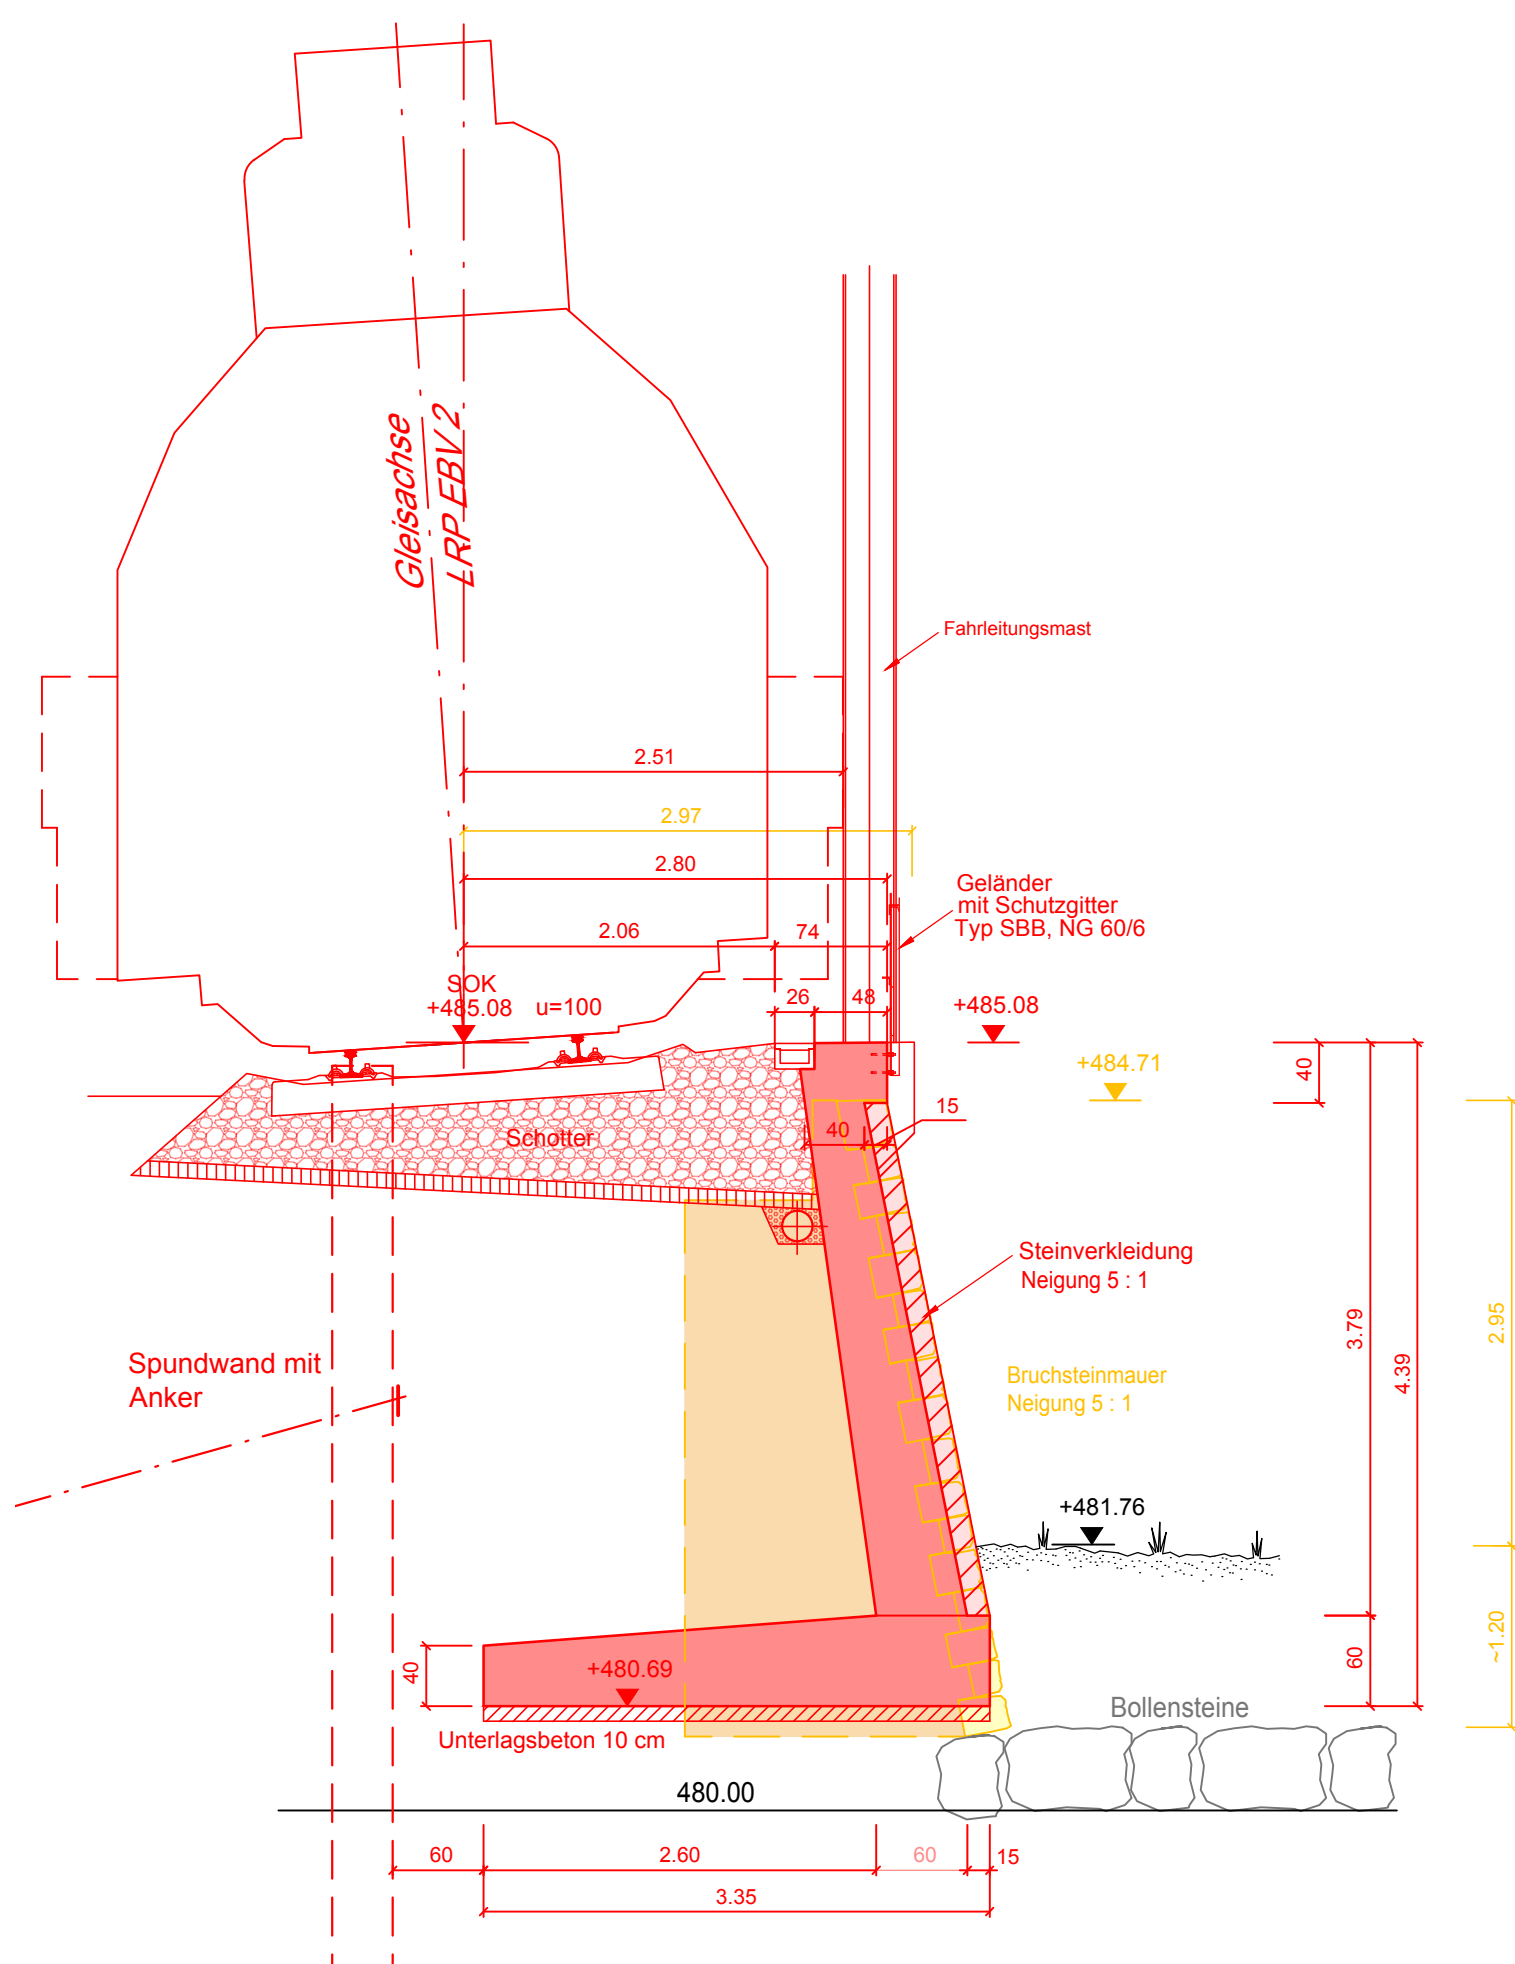 Gleisachse
LRP EBV 2
Fahrleitungsmast
2.51
2.97
2.80
Geländer
mit Schutzgitter
Typ SBB, NG 60/6
2.06
74
SOK
+485.08
u=100
26
48
+485.08
+484.71
40
15
40
Schotter
Steinverkleidung
Neigung 5 : 1
3.79
4.39
2.95
Spundwand mit
Anker
Bruchsteinmauer
Neigung 5 : 1
+481.76
40
+480.69
60
~1.20
Unterlagsbeton 10 cm
Bollensteine
480.00
60
2.60
60
15
3.35